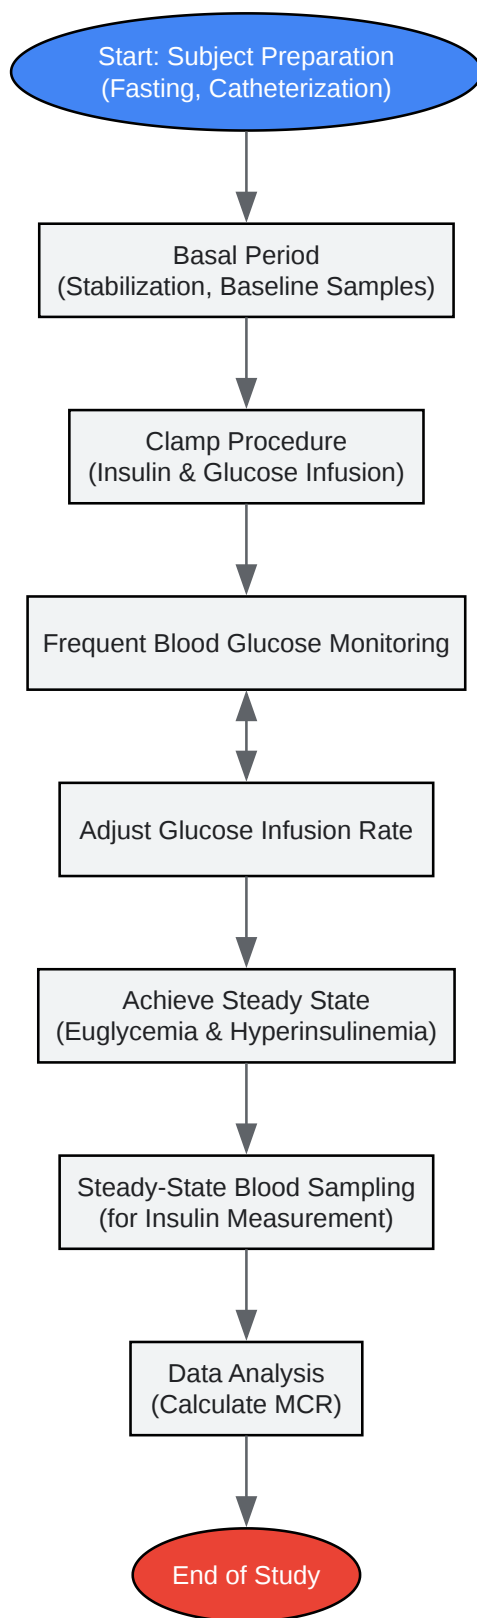 Start: Subject Preparation
(Fasting, Catheterization)
Basal Period
(Stabilization, Baseline Samples)
Clamp Procedure
(Insulin & Glucose Infusion)
Frequent Blood Glucose Monitoring
Adjust Glucose Infusion Rate
Achieve Steady State
(Euglycemia & Hyperinsulinemia)
Steady-State Blood Sampling
(for Insulin Measurement)
Data Analysis
(Calculate MCR)
End of Study